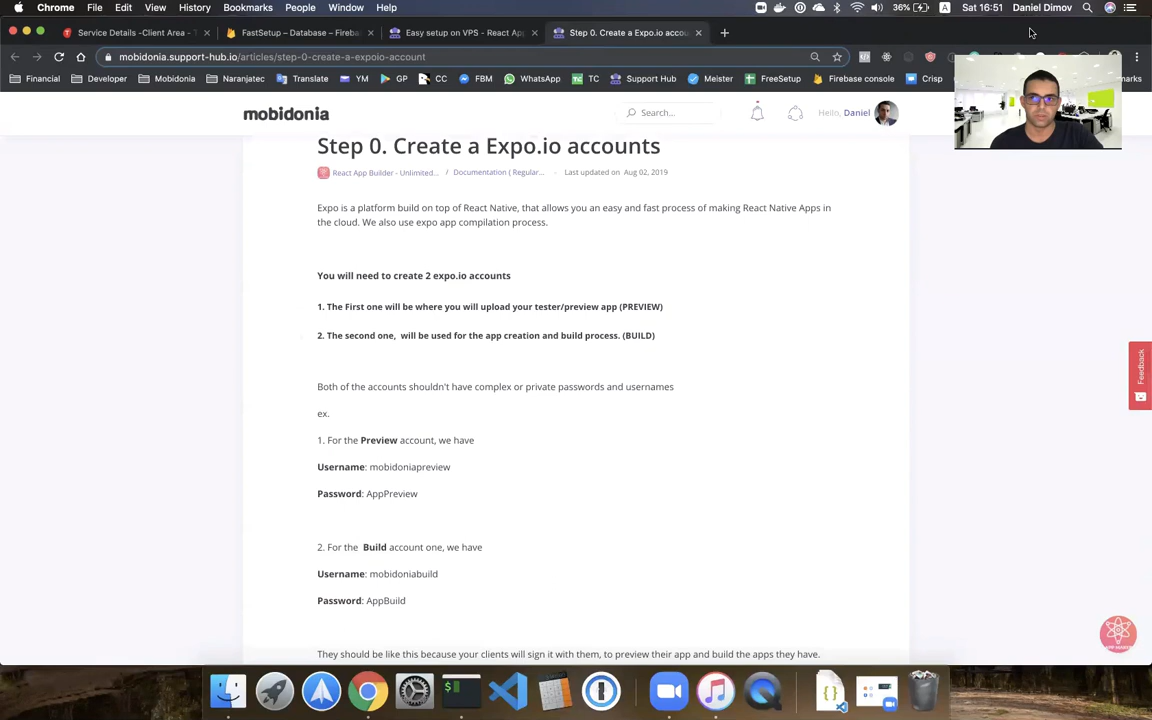 Chrome File Edit View History Bookmarks People Window Help
36% Sat 16:51 Daniel Dimov
Service Details -Client Area -
FastSetup – Database – Fireba
Easy setup on VPS - React App
Step 0. Create a Expo.io accou
mobidonia.support-hub.io/articles/step-0-create-a-expoio-account
Financial Developer Mobidonia Naranjatec Translate YM GP CC FBM WhatsApp TC Support Hub Meister FreeSetup Firebase console Crisp
mobidonia
Search...
Hello, Daniel
Step 0. Create a Expo.io accounts
React App Builder - Unlimited... / Documentation ( Regular... - Last updated on Aug 02, 2019
Expo is a platform build on top of React Native, that allows you an easy and fast process of making React Native Apps in
the cloud. We also use expo app compilation process.
You will need to create 2 expo.io accounts
1. The First one will be where you will upload your tester/preview app (PREVIEW)
2. The second one, will be used for the app creation and build process. (BUILD)
Both of the accounts shouldn't have complex or private passwords and usernames
ex.
1. For the Preview account, we have
Username: mobidoniapreview
Password: AppPreview
2. For the Build account one, we have
Username: mobidoniabuild
Password: AppBuild
They should be like this because your clients will sign it with them, to preview their app and build the apps they have.
Feedback